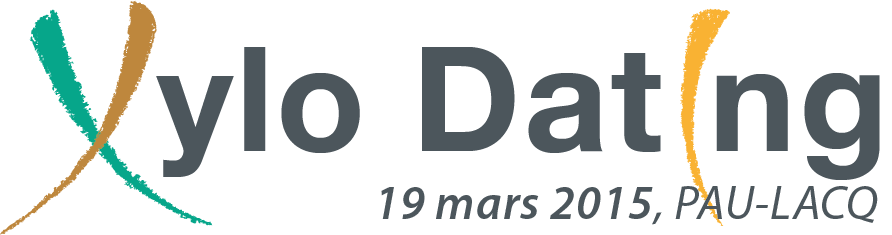 Xylo Dating
19 mars 2015, PAU-LACQ